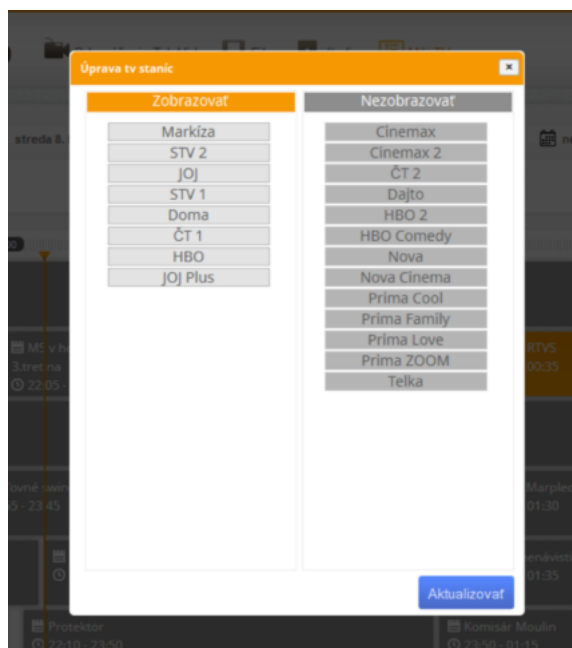 Úprava tv staníc
Zobrazovať
Nezobrazovať
Markíza
STV 2
JOJ
STV 1
Doma
ČT 1
HBO
JOJ Plus
Cinemax
Cinemax 2
ČT 2
Dajto
HBO 2
HBO Comedy
Nova
Nova Cinema
Prima Cool
Prima Family
Prima Love
Prima ZOOM
Telka
Aktualizovať
streda 8.
MS v
RTVS
00:35
22:05 -
23:45
01:30
01:35
Protektor
22:10 - 23:50
Komisár Moulin
23:50 - 01:15